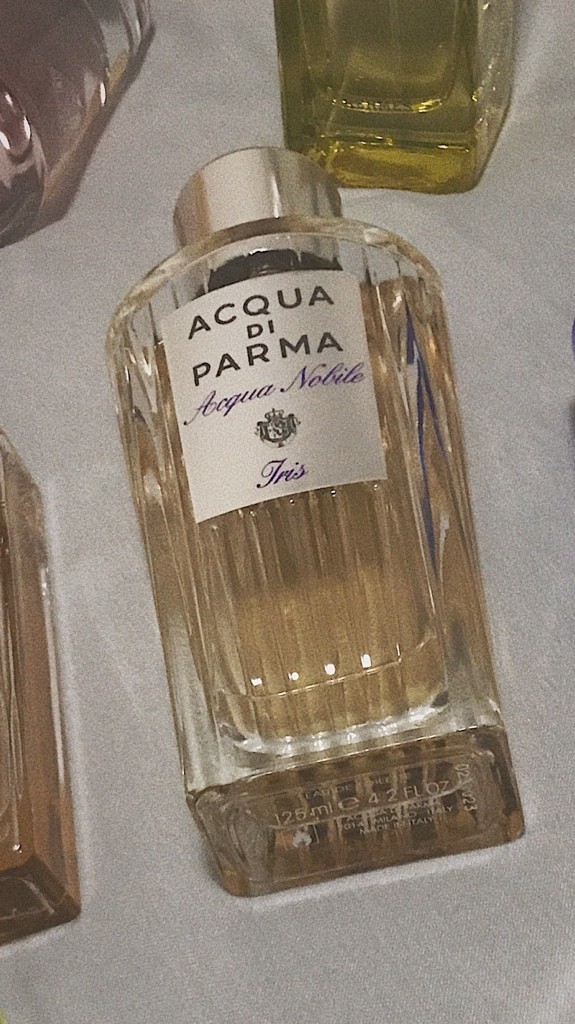 ACQUA
DI
PARMA
Acqua Nobile
Iris
125 ml e 4.2 FL.OZ
MADE IN ITALY